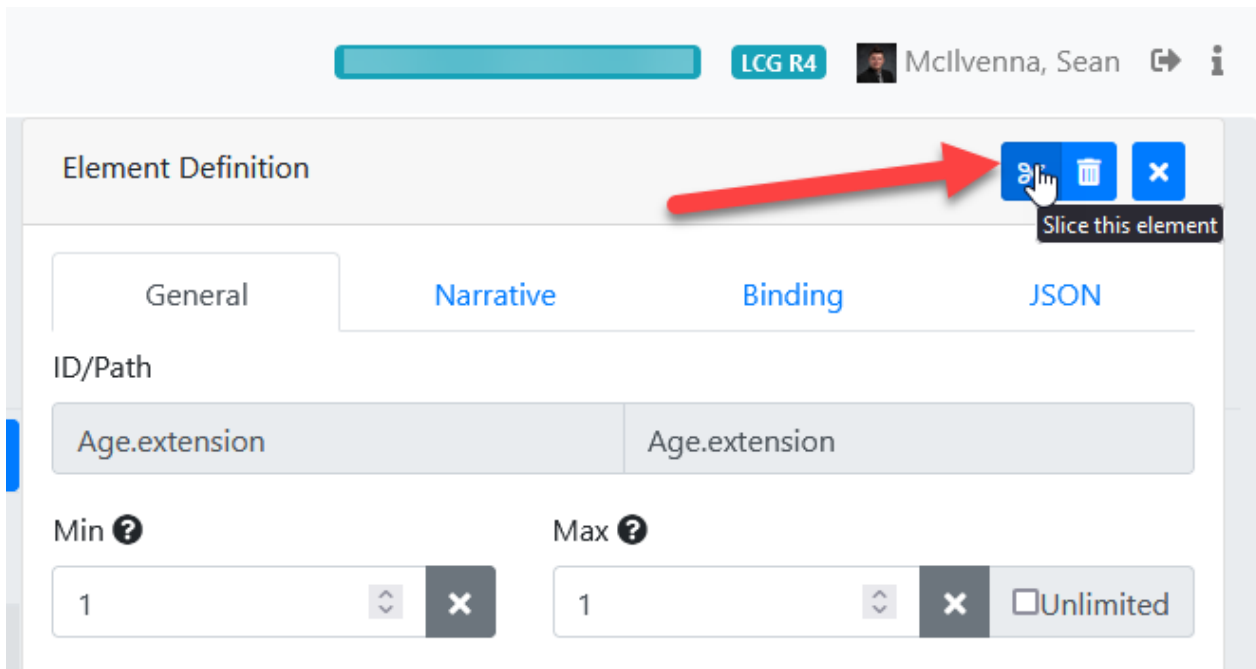 LCG R4 McIlvenna, Sean
Element Definition
Slice this element
General Narrative Binding JSON
ID/Path
Age.extension Age.extension
Min Max
1 1 Unlimited